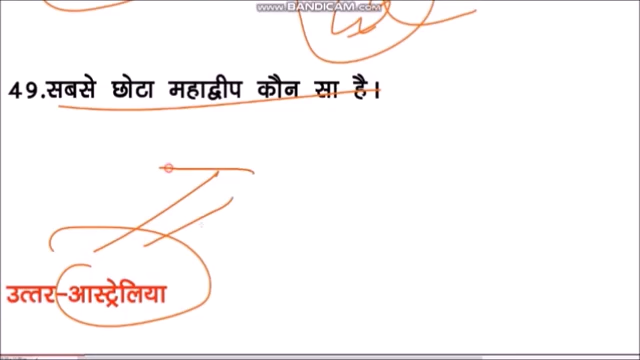 www.BANDICAM.com
49.सबसे छोटा महाद्वीप कौन सा है।
उत्तर-आस्ट्रेलिया